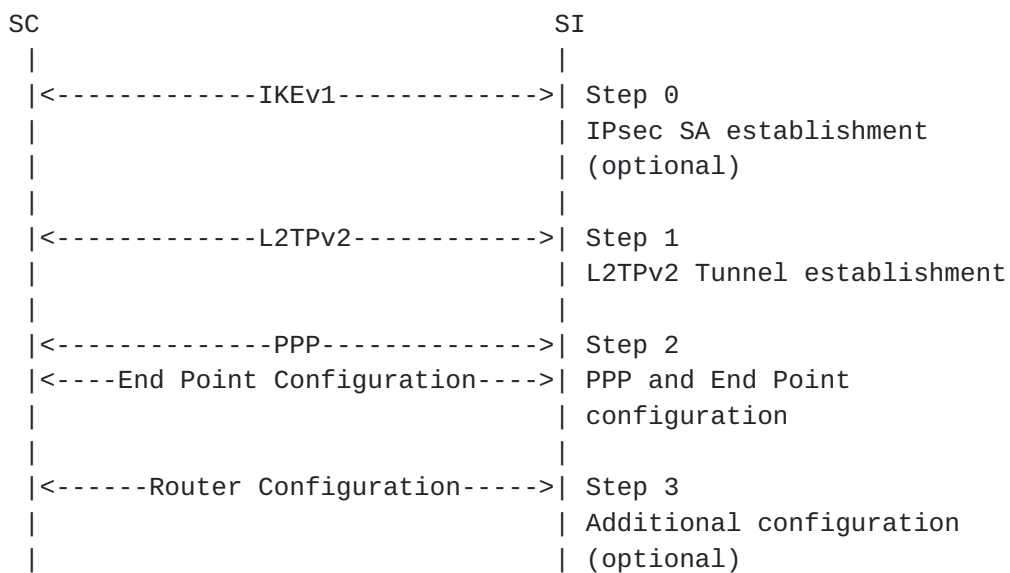 SC                                 SI
 |                                 |
 |<-------------IKEv1------------->| Step 0
 |                                 | IPsec SA establishment
 |                                 | (optional)
 |                                 |
 |<-------------L2TPv2------------>| Step 1
 |                                 | L2TPv2 Tunnel establishment
 |                                 |
 |<--------------PPP-------------->| Step 2
 |<----End Point Configuration---->| PPP and End Point
 |                                 | configuration
 |                                 |
 |<------Router Configuration----->| Step 3
 |                                 | Additional configuration
 |                                 | (optional)